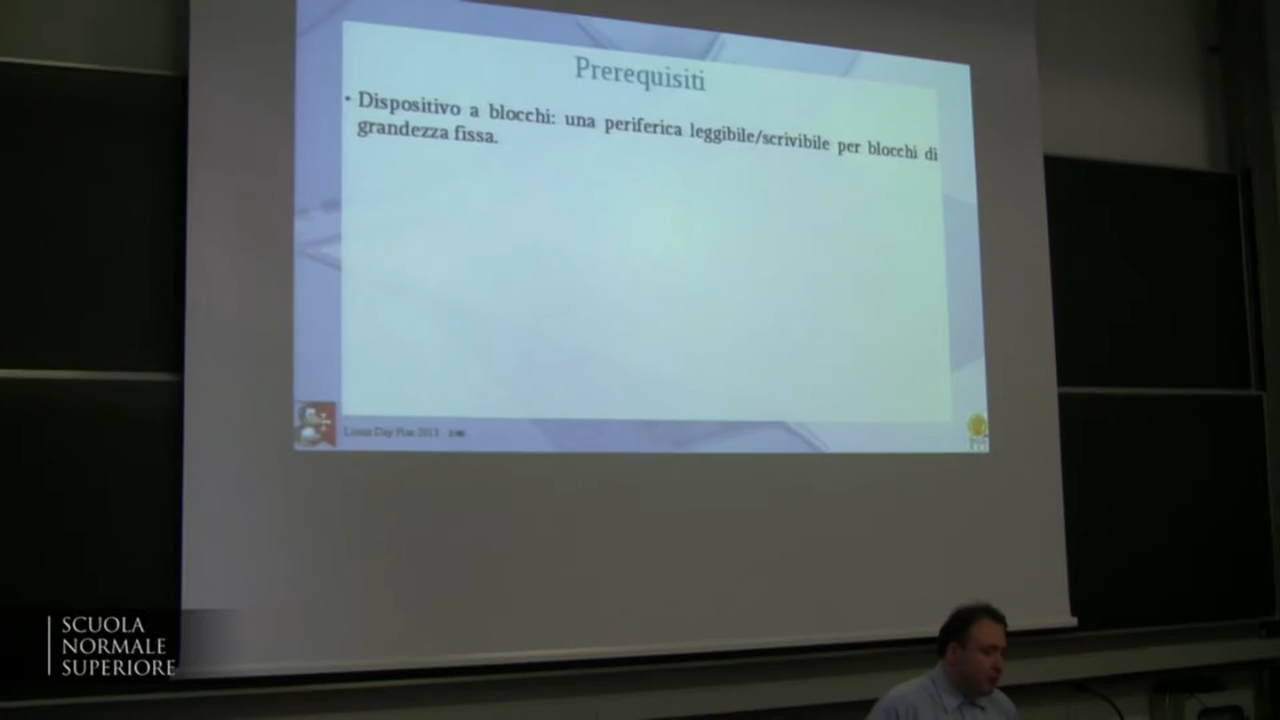 Prerequisiti
• Dispositivo a blocchi: una periferica leggibile/scrivibile per blocchi di
grandezza fissa.
Linux Day Pisa 2013
SCUOLA
NORMALE
SUPERIORE